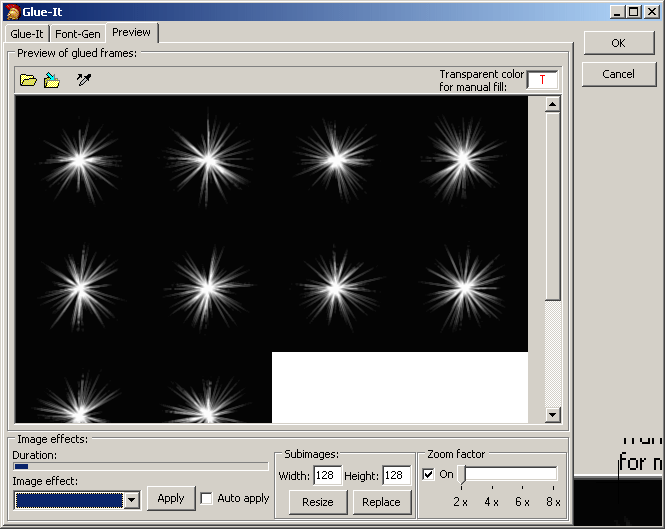 Glue-It
Glue-It Font-Gen Preview
OK
Cancel
Preview of glued frames:
Transparent color
for manual fill:
T
Image effects:
Duration:
Image effect:
Apply
Auto apply
Subimages:
Width: 128 Height: 128
Resize Replace
Zoom factor
On
2 x 4 x 6 x 8 x
for m